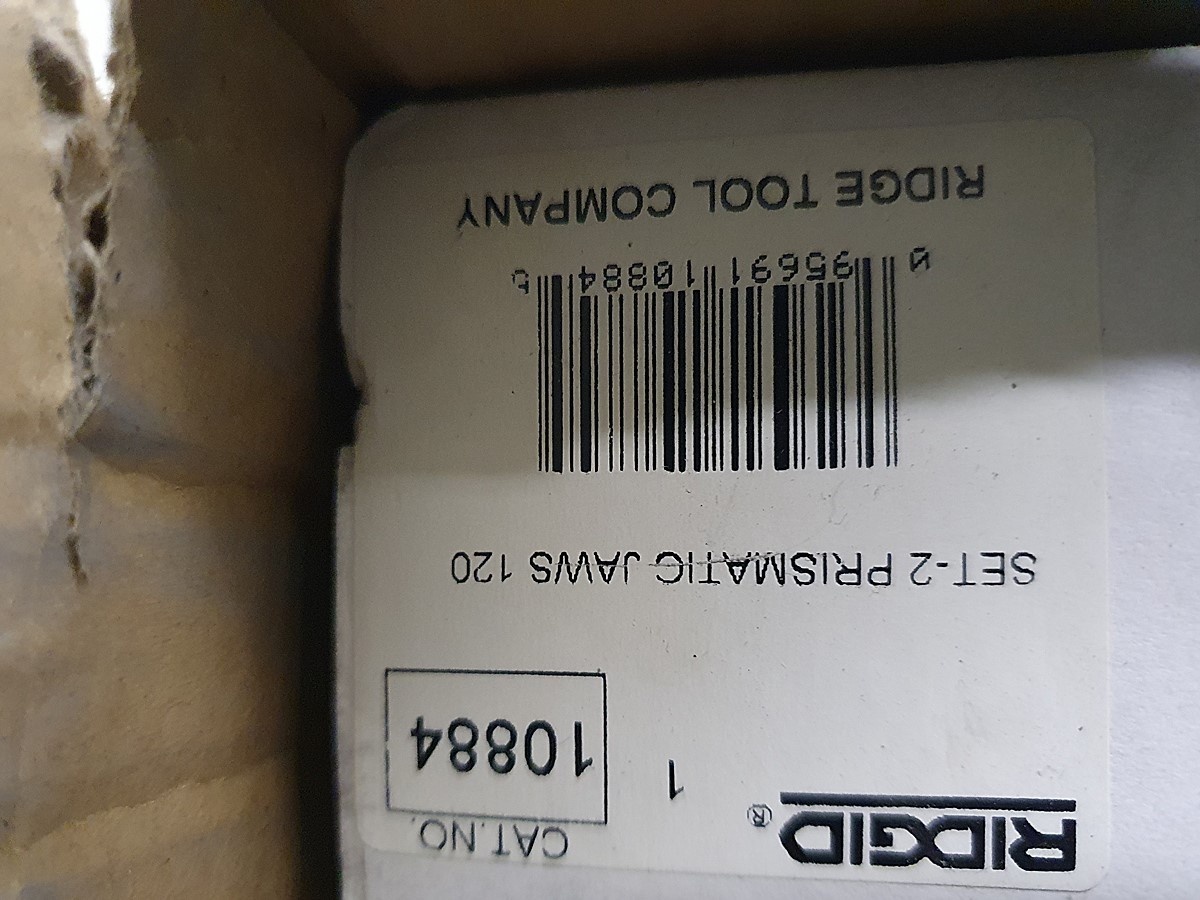 RIDGID®
CAT.NO.
1
10884
SET-2 PRISMATIC JAWS 120
0 95691 10884 5
RIDGE TOOL COMPANY